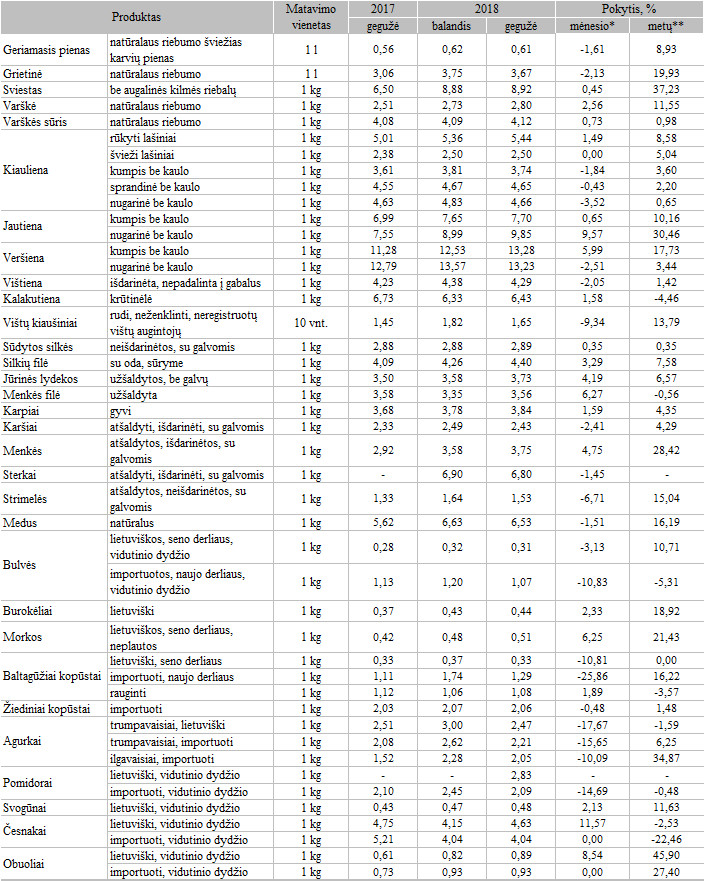 Produktas Matavimo vienetas 2017 2018 Pokytis, %
gegužė balandis gegužė mėnesio* metų**
Geriamasis pienas natūralaus riebumo šviežias karvių pienas 1 l 0,56 0,62 0,61 -1,61 8,93
Grietinė natūralaus riebumo 1 l 3,06 3,75 3,67 -2,13 19,93
Sviestas be augalinės kilmės riebalų 1 kg 6,50 8,88 8,92 0,45 37,23
Varškė natūralaus riebumo 1 kg 2,51 2,73 2,80 2,56 11,55
Varškės sūris natūralaus riebumo 1 kg 4,08 4,09 4,12 0,73 0,98
Kiauliena rūkyti lašiniai 1 kg 5,01 5,36 5,44 1,49 8,58
švieži lašiniai 1 kg 2,38 2,50 2,50 0,00 5,04
kumpis be kaulo 1 kg 3,61 3,81 3,74 -1,84 3,60
sprandinė be kaulo 1 kg 4,55 4,67 4,65 -0,43 2,20
nugarinė be kaulo 1 kg 4,63 4,83 4,66 -3,52 0,65
Jautiena kumpis be kaulo 1 kg 6,99 7,65 7,70 0,65 10,16
nugarinė be kaulo 1 kg 7,55 8,99 9,85 9,57 30,46
Veršiena kumpis be kaulo 1 kg 11,28 12,53 13,28 5,99 17,73
nugarinė be kaulo 1 kg 12,79 13,57 13,23 -2,51 3,44
Vištiena išdarinėta, nepadalinta į gabalus 1 kg 4,23 4,38 4,29 -2,05 1,42
Kalakutiena krūtinėlė 1 kg 6,73 6,33 6,43 1,58 -4,46
Vištų kiaušiniai rudi, neženklinti, neregistruotų vištų augintojų 10 vnt. 1,45 1,82 1,65 -9,34 13,79
Sūdytos silkės neišdarinėtos, su galvomis 1 kg 2,88 2,88 2,89 0,35 0,35
Silkių filė su oda, sūryme 1 kg 4,09 4,26 4,40 3,29 7,58
Jūrinės lydekos užšaldytos, be galvų 1 kg 3,50 3,58 3,73 4,19 6,57
Menkės filė užšaldyta 1 kg 3,58 3,35 3,56 6,27 -0,56
Karpiai gyvi 1 kg 3,68 3,78 3,84 1,59 4,35
Karšiai atšaldyti, išdarinėti, su galvomis 1 kg 2,33 2,49 2,43 -2,41 4,29
Menkės atšaldytos, išdarinėtos, su galvomis 1 kg 2,92 3,58 3,75 4,75 28,42
Sterkai atšaldyti, išdarinėti, su galvomis 1 kg - 6,90 6,80 -1,45 -
Strimelės atšaldytos, neišdarinėtos, su galvomis 1 kg 1,33 1,64 1,53 -6,71 15,04
Medus natūralus 1 kg 5,62 6,63 6,53 -1,51 16,19
Bulvės lietuviškos, seno derliaus, vidutinio dydžio 1 kg 0,28 0,32 0,31 -3,13 10,71
importuotos, naujo derliaus, vidutinio dydžio 1 kg 1,13 1,20 1,07 -10,83 -5,31
Burokėliai lietuviški 1 kg 0,37 0,43 0,44 2,33 18,92
Morkos lietuviškos, seno derliaus, neplautos 1 kg 0,42 0,48 0,51 6,25 21,43
Baltagūžiai kopūstai lietuviški, seno derliaus 1 kg 0,33 0,37 0,33 -10,81 0,00
importuoti, naujo derliaus 1 kg 1,11 1,74 1,29 -25,86 16,22
rauginti 1 kg 1,12 1,06 1,08 1,89 -3,57
Žiediniai kopūstai importuoti 1 kg 2,03 2,07 2,06 -0,48 1,48
Agurkai trumpavaisiai, lietuviški 1 kg 2,51 3,00 2,47 -17,67 -1,59
trumpavaisiai, importuoti 1 kg 2,08 2,62 2,21 -15,65 6,25
ilgavaisiai, importuoti 1 kg 1,52 2,28 2,05 -10,09 34,87
Pomidorai lietuviški, vidutinio dydžio 1 kg - - 2,83 - -
importuoti, vidutinio dydžio 1 kg 2,10 2,45 2,09 -14,69 -0,48
Svogūnai lietuviški, vidutinio dydžio 1 kg 0,43 0,47 0,48 2,13 11,63
Česnakai lietuviški, vidutinio dydžio 1 kg 4,75 4,15 4,63 11,57 -2,53
importuoti, vidutinio dydžio 1 kg 5,21 4,04 4,04 0,00 -22,46
Obuoliai lietuviški, vidutinio dydžio 1 kg 0,61 0,82 0,89 8,54 45,90
importuoti, vidutinio dydžio 1 kg 0,73 0,93 0,93 0,00 27,40